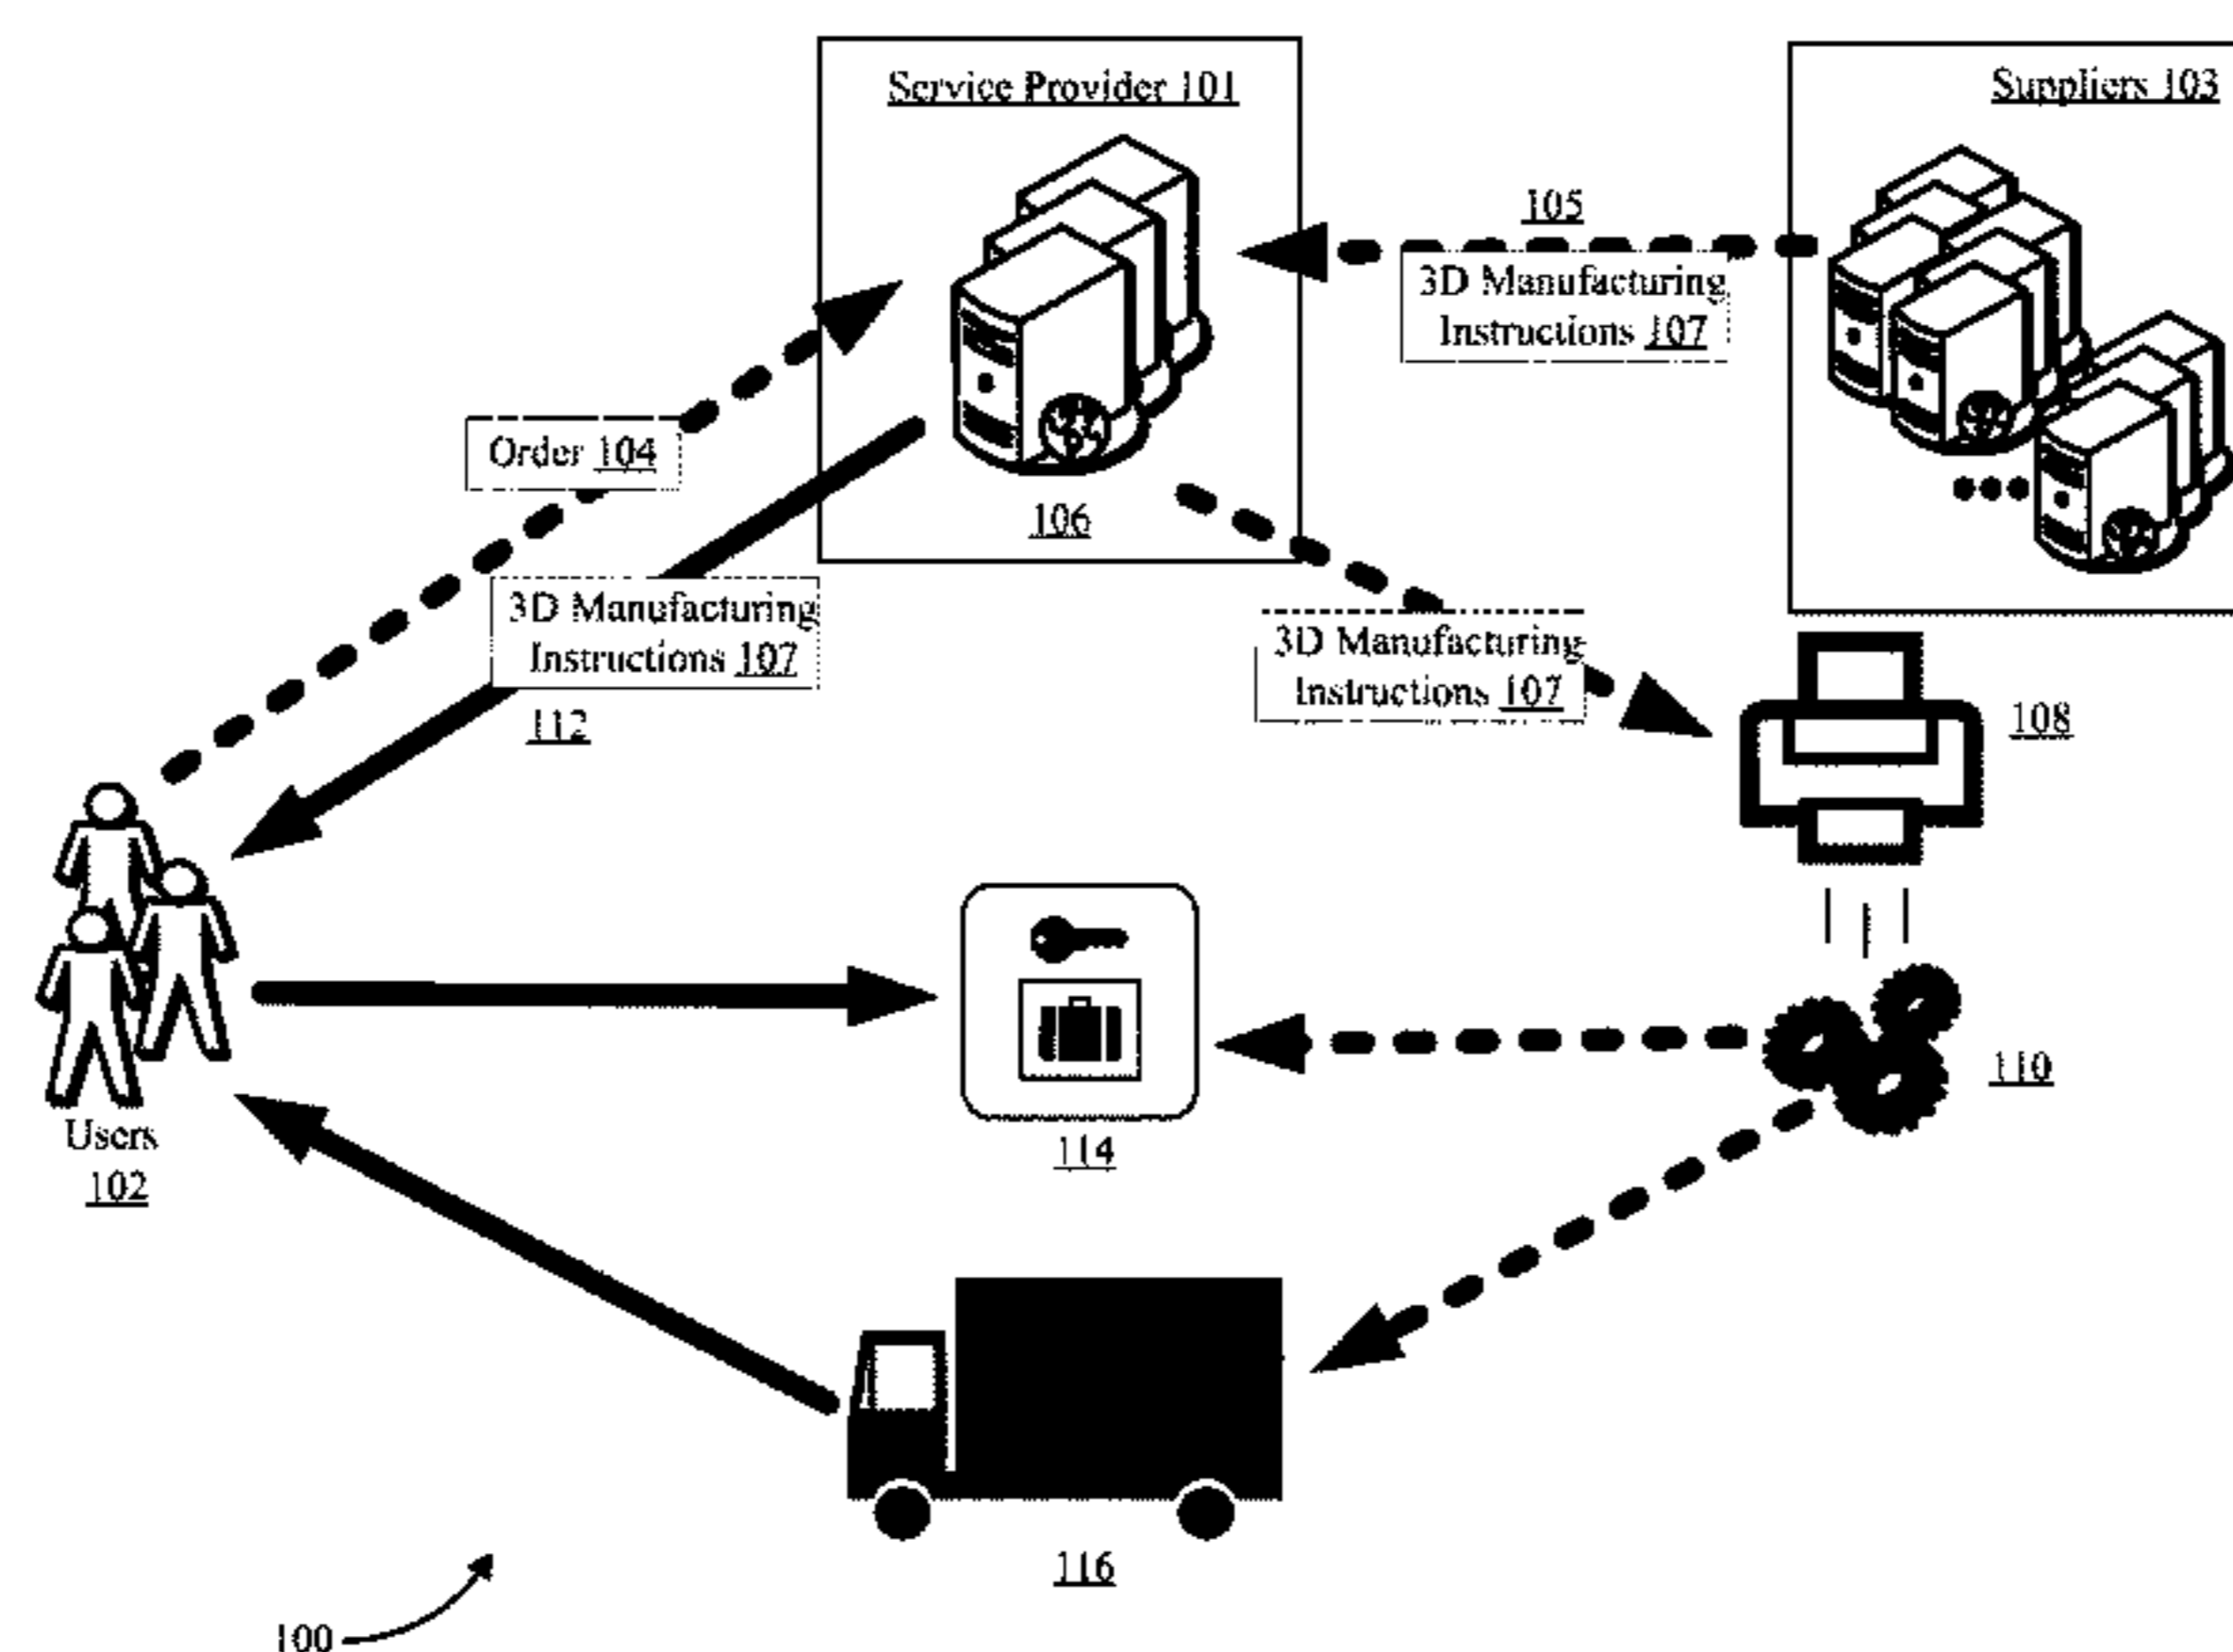 Service Provider 101
Suppliers 103
105
3D Manufacturing
Instructions 107
Order 104
106
3D Manufacturing
Instructions 107
112
3D Manufacturing
Instructions 107
108
110
Users
102
114
116
100